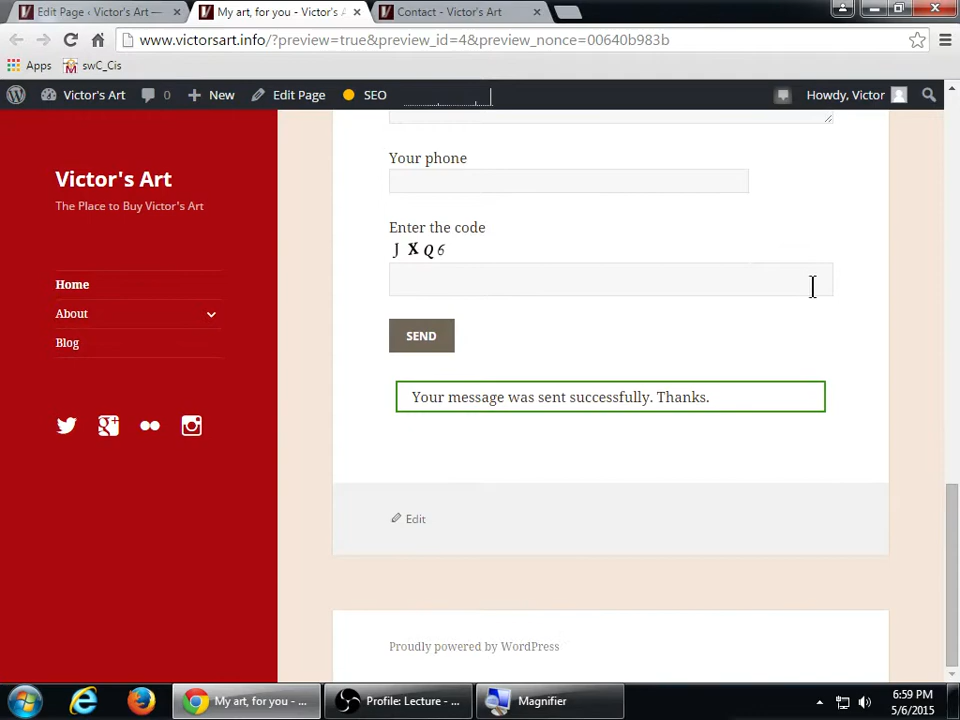 Edit Page ‹ Victor's Art —
My art, for you - Victor's A
Contact - Victor's Art
www.victorsart.info/?preview=true&preview_id=4&preview_nonce=00640b983b
Apps
swC_Cis
Victor's Art
0
New
Edit Page
SEO
Howdy, Victor
Victor's Art
The Place to Buy Victor's Art
Home
About
Blog
Your phone
Enter the code
J X Q 6
SEND
Your message was sent successfully. Thanks.
Edit
Proudly powered by WordPress
My art, for you - ...
Profile: Lecture - ...
Magnifier
6:59 PM
5/6/2015